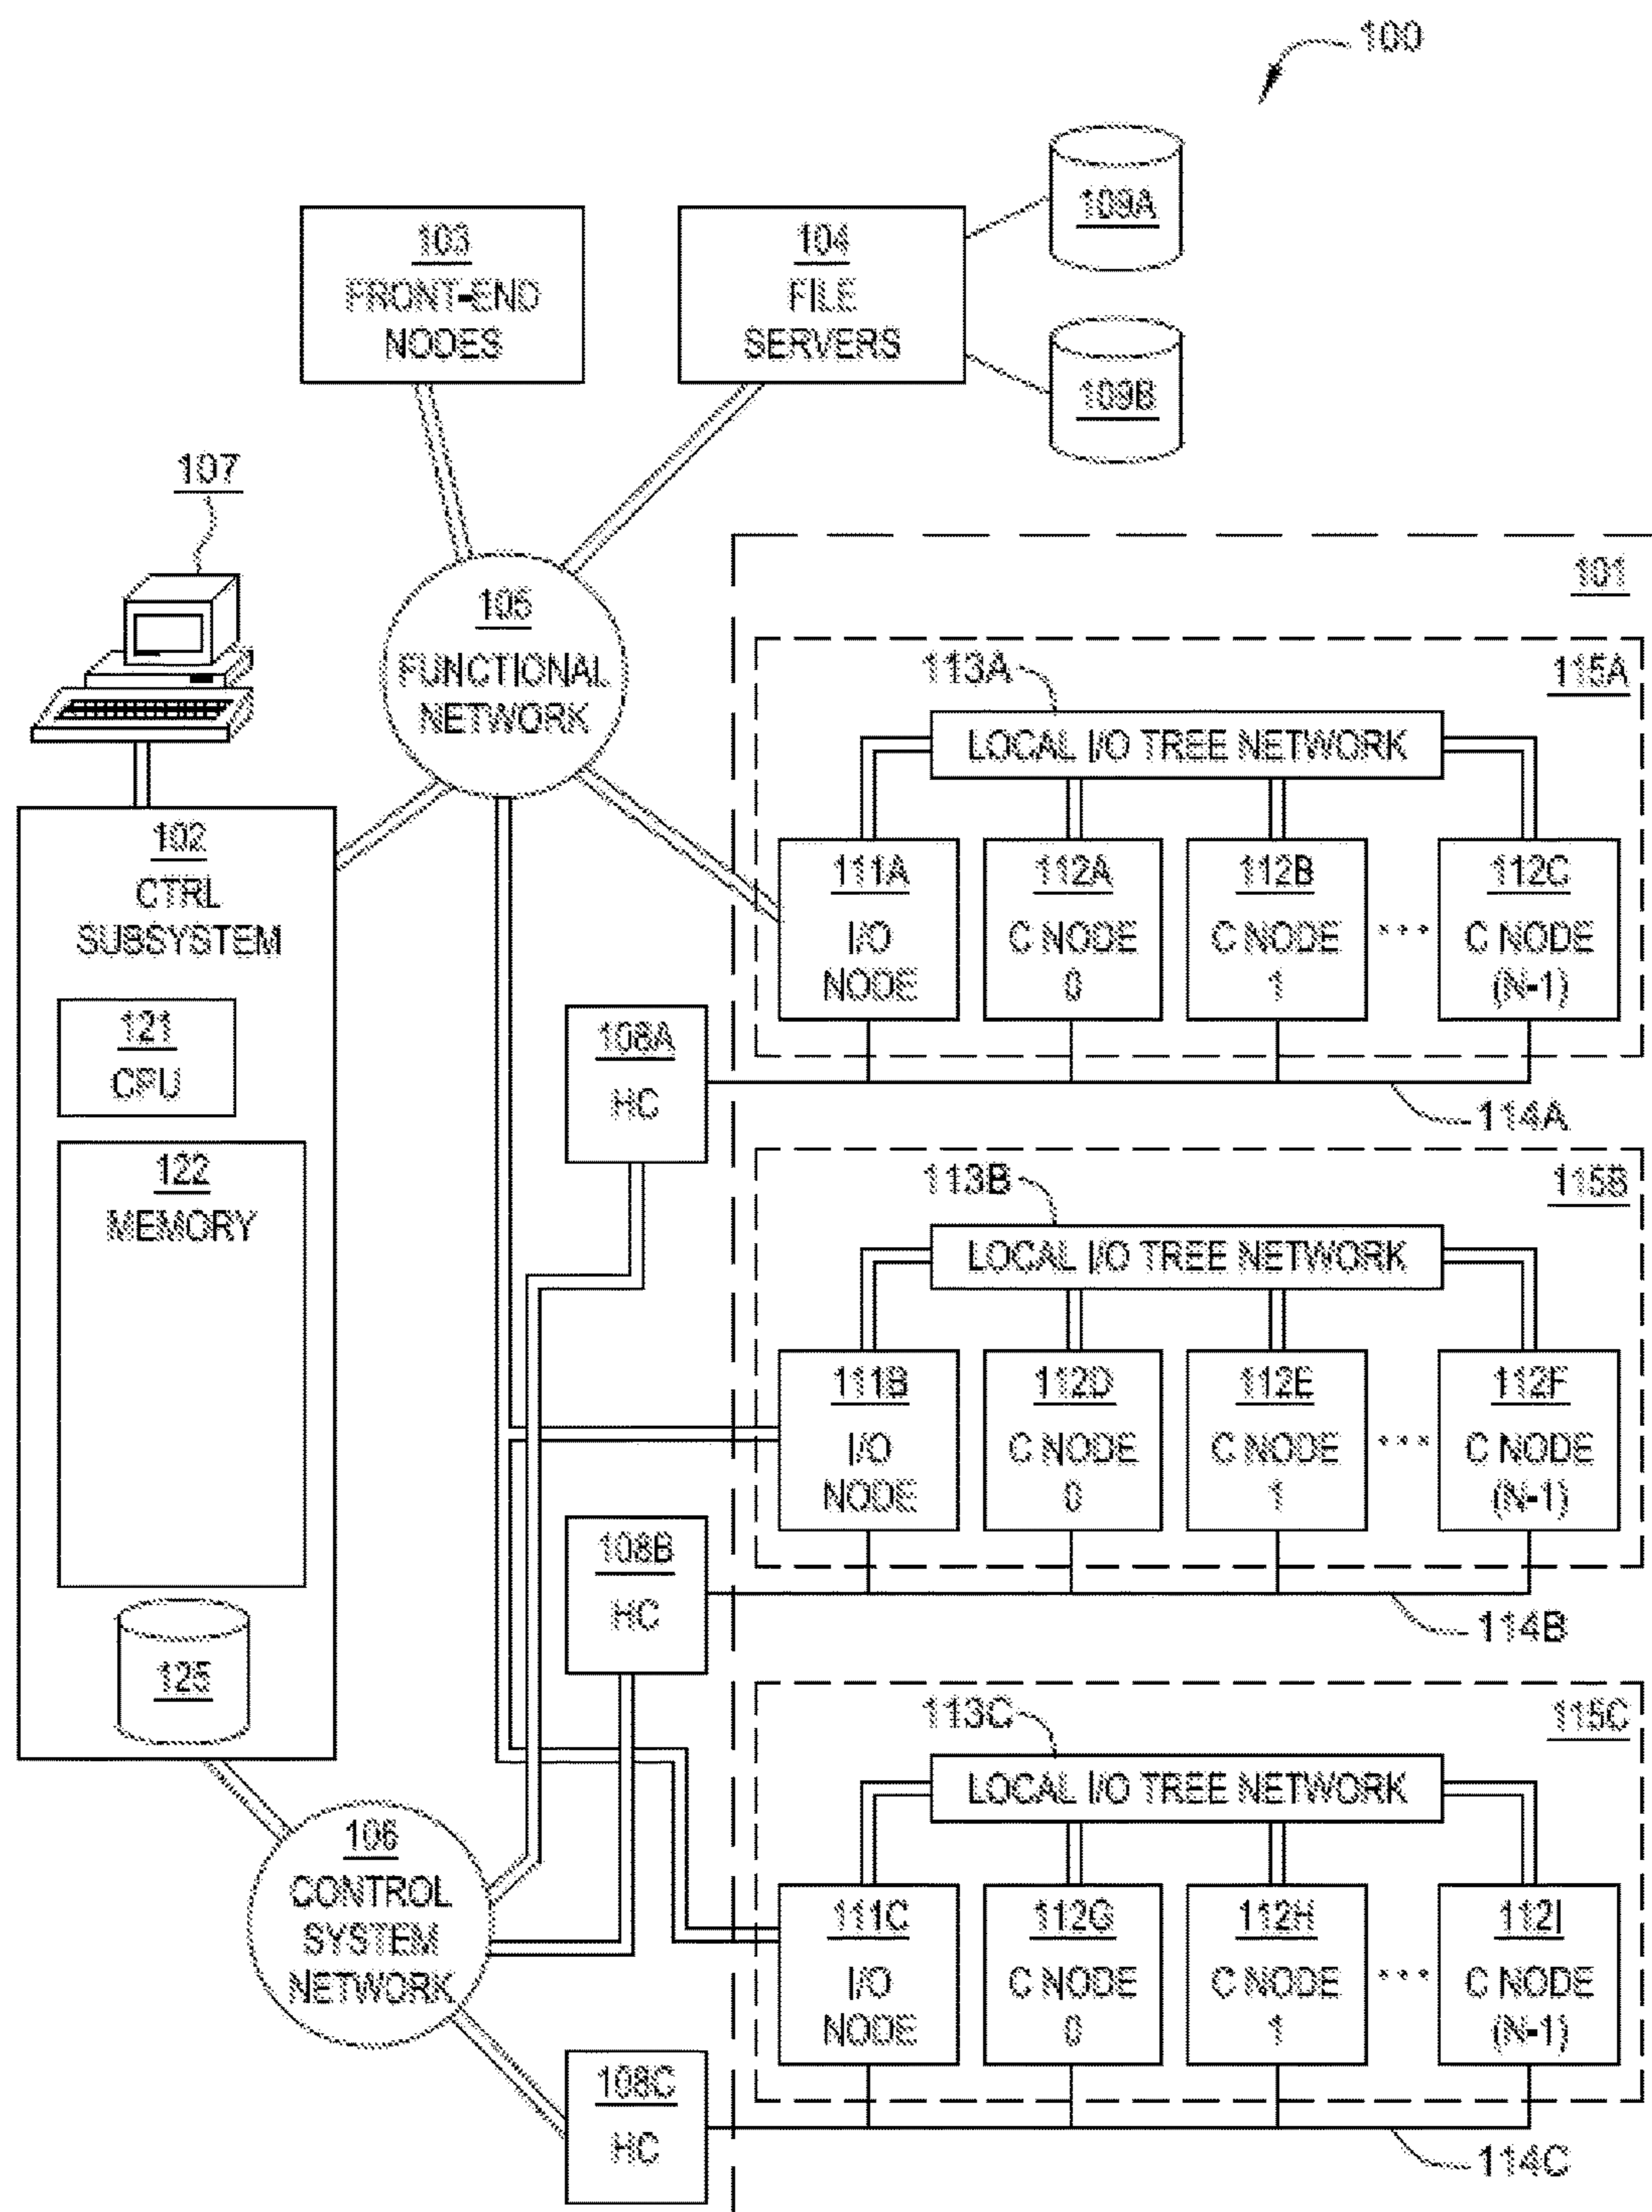 100
109A
103
FRONT-END
NODES
104
FILE
SERVERS
109B
107
105
FUNCTIONAL
NETWORK
101
115A
113A
LOCAL I/O TREE NETWORK
102
CTRL
SUBSYSTEM
111A
I/O
NODE
112A
C NODE
0
112B
C NODE
1
...
112C
C NODE
(N-1)
121
CPU
108A
HC
114A
122
MEMORY
115B
113B
LOCAL I/O TREE NETWORK
111B
I/O
NODE
112D
C NODE
0
112E
C NODE
1
...
112F
C NODE
(N-1)
108B
HC
114B
125
115C
113C
LOCAL I/O TREE NETWORK
106
CONTROL
SYSTEM
NETWORK
111C
I/O
NODE
112G
C NODE
0
112H
C NODE
1
...
112I
C NODE
(N-1)
108C
HC
114C